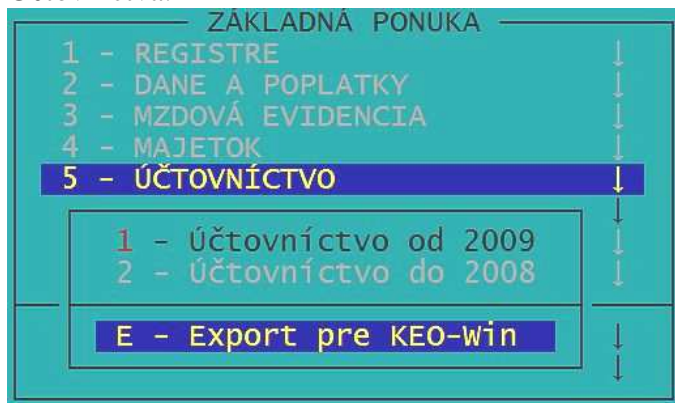 ZÁKLADNÁ PONUKA
1 - REGISTRE ↓
2 - DANE A POPLATKY ↓
3 - MZDOVÁ EVIDENCIA ↓
4 - MAJETOK ↓
5 - ÚČTOVNÍCTVO ↓
1 - Účtovníctvo od 2009
2 - Účtovníctvo do 2008
E - Export pre KEO-Win